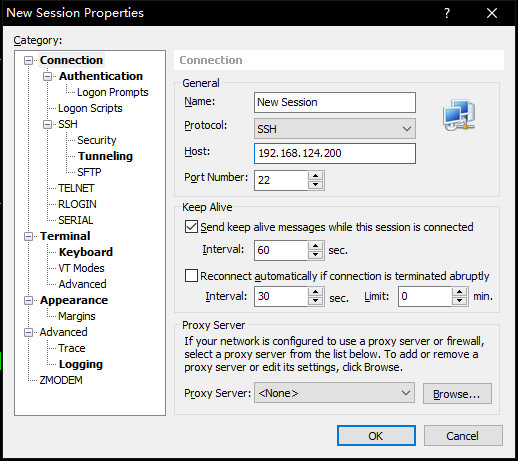 New Session Properties
?
Category:
Connection
Authentication
Logon Prompts
Logon Scripts
SSH
Security
Tunneling
SFTP
TELNET
RLOGIN
SERIAL
Terminal
Keyboard
VT Modes
Advanced
Appearance
Margins
Advanced
Trace
Logging
ZMODEM
Connection
General
Name: New Session
Protocol: SSH
Host: 192.168.124.200
Port Number: 22
Keep Alive
Send keep alive messages while this session is connected
Interval: 60 sec.
Reconnect automatically if connection is terminated abruptly
Interval: 30 sec. Limit: 0 min.
Proxy Server
If your network is configured to use a proxy server or firewall,
select a proxy server from the list below. To add or remove a
proxy server or edit its settings, click Browse.
Proxy Server: <None> Browse...
OK Cancel